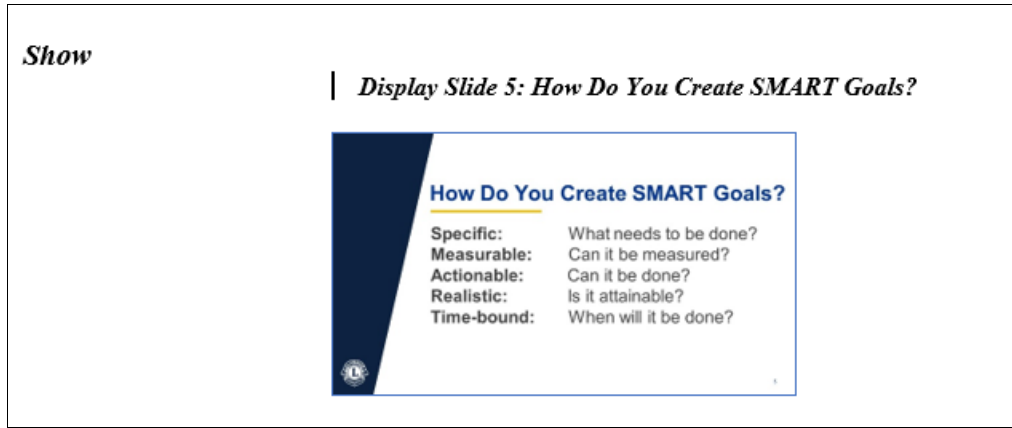 Show
Display Slide 5: How Do You Create SMART Goals?
How Do You Create SMART Goals?
Specific: What needs to be done?
Measurable: Can it be measured?
Actionable: Can it be done?
Realistic: Is it attainable?
Time-bound: When will it be done?
L